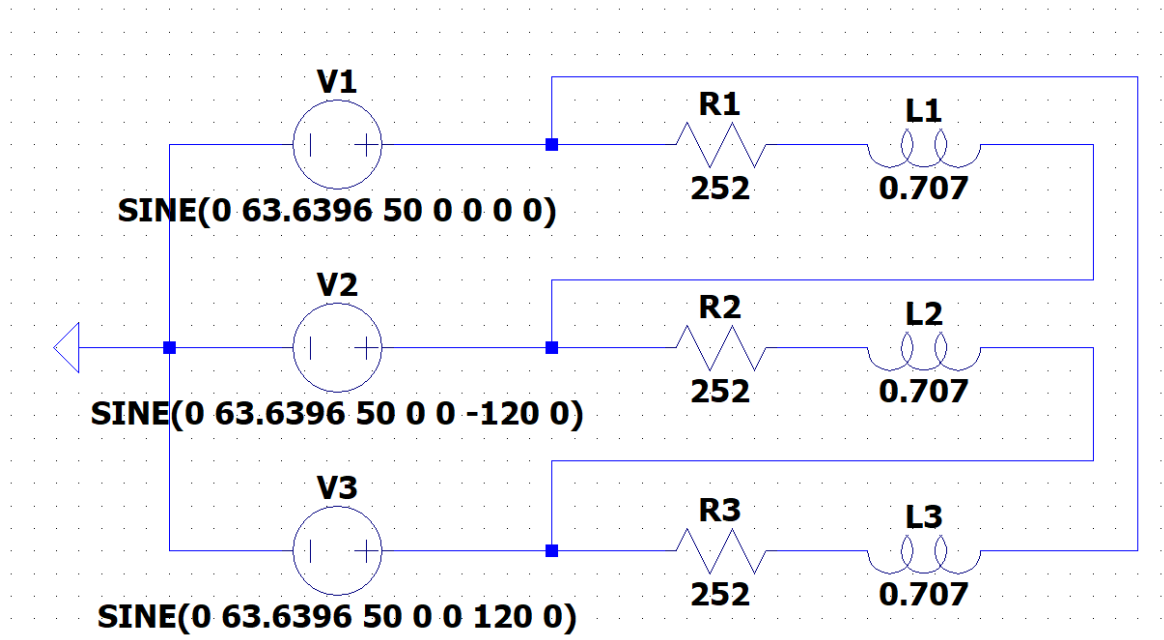 V1
R1
L1
252
0.707
SINE(0 63.6396 50 0 0 0 0)
V2
R2
L2
252
0.707
SINE(0 63.6396 50 0 0 -120 0)
V3
R3
L3
252
0.707
SINE(0 63.6396 50 0 0 120 0)